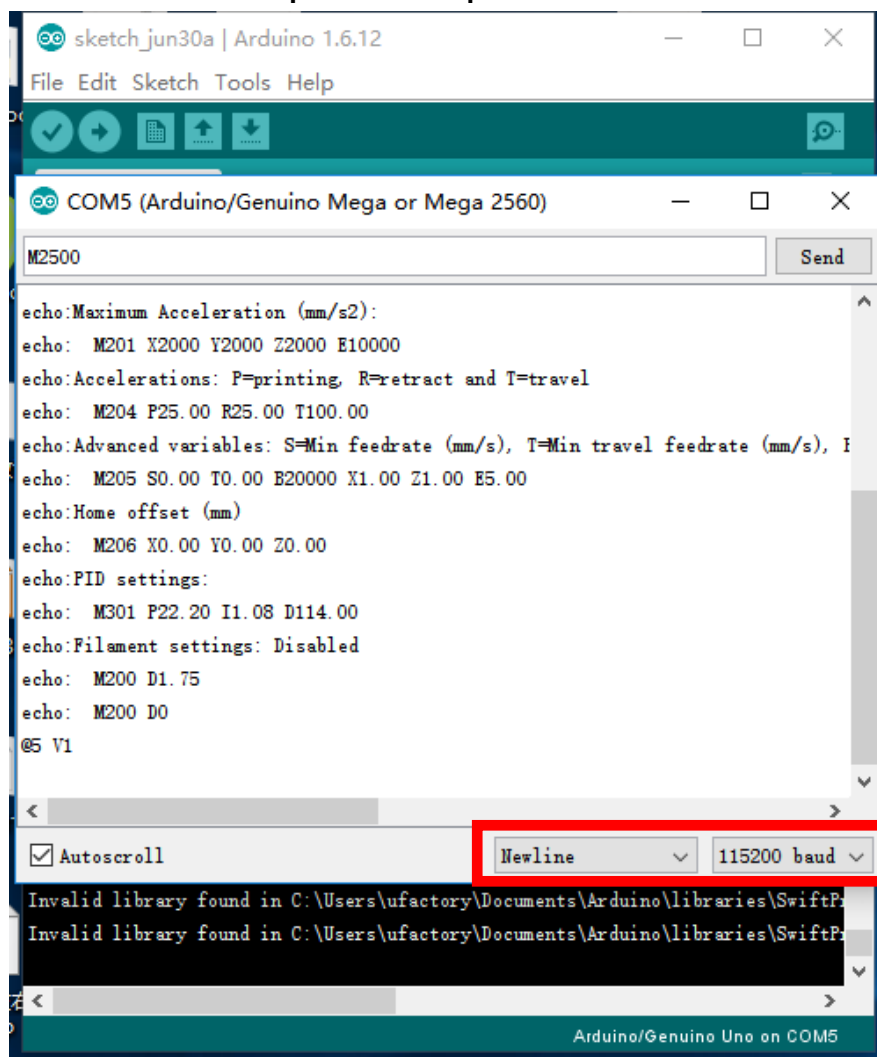 sketch_jun30a | Arduino 1.6.12
File Edit Sketch Tools Help
COM5 (Arduino/Genuino Mega or Mega 2560)
M2500
Send
echo:Maximum Acceleration (mm/s2):
echo:  M201 X2000 Y2000 Z2000 E10000
echo:Accelerations: P=printing, R=retract and T=travel
echo:  M204 P25.00 R25.00 T100.00
echo:Advanced variables: S=Min feedrate (mm/s), T=Min travel feedrate (mm/s),
echo:  M205 S0.00 T0.00 B20000 X1.00 Z1.00 E5.00
echo:Home offset (mm)
echo:  M206 X0.00 Y0.00 Z0.00
echo:PID settings:
echo:  M301 P22.20 I1.08 D114.00
echo:Filament settings: Disabled
echo:  M200 D1.75
echo:  M200 D0
@5 V1
Autoscroll
Newline
115200 baud
Invalid library found in C:\Users\ufactory\Documents\Arduino\libraries\SwiftPr
Invalid library found in C:\Users\ufactory\Documents\Arduino\libraries\SwiftPr
Arduino/Genuino Uno on COM5